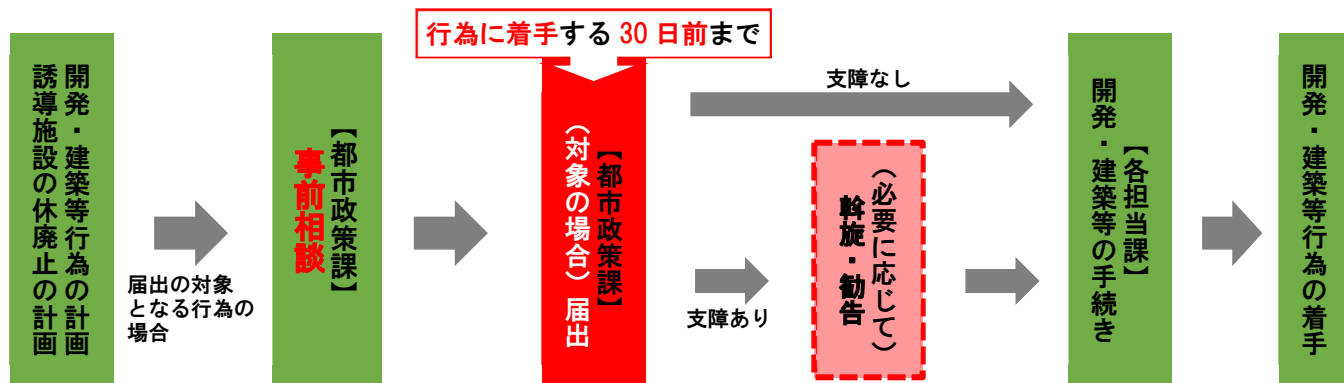 行為に着手する 30 日前まで
開発・建築等行為の計画
誘導施設の休廃止の計画
届出の対象
となる行為の
場合
【都市政策課】
事前相談
【都市政策課】
（対象の場合）届出
支障なし
支障あり
（必要に応じて）
斡旋・勧告
【各担当課】
開発・建築等の手続き
開発・建築等行為の着手